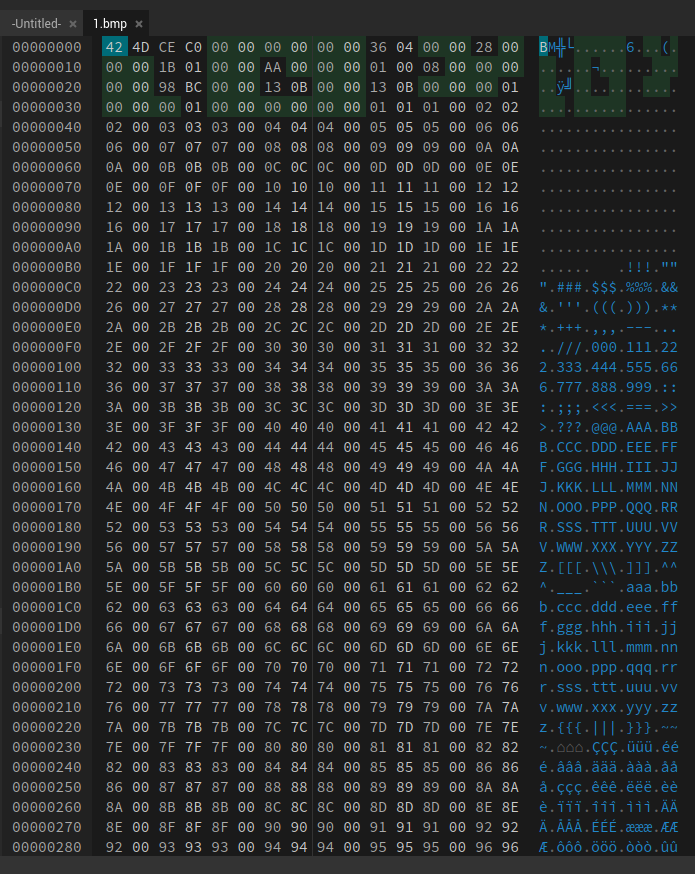 -Untitled- × 1.bmp ×
00000000 42 4D CE C0 00 00 00 00 00 00 36 04 00 00 28 00 BM╬└......6...(.
00000010 00 00 1B 01 00 00 AA 00 00 00 01 00 08 00 00 00 ......¬.........
00000020 00 00 98 BC 00 00 13 0B 00 00 13 0B 00 00 00 01 ..ÿ╝............
00000030 00 00 00 01 00 00 00 00 00 00 01 01 01 00 02 02 ................
00000040 02 00 03 03 03 00 04 04 04 00 05 05 05 00 06 06 ................
00000050 06 00 07 07 07 00 08 08 08 00 09 09 09 00 0A 0A ................
00000060 0A 00 0B 0B 0B 00 0C 0C 0C 00 0D 0D 0D 00 0E 0E ................
00000070 0E 00 0F 0F 0F 00 10 10 10 00 11 11 11 00 12 12 ................
00000080 12 00 13 13 13 00 14 14 14 00 15 15 15 00 16 16 ................
00000090 16 00 17 17 17 00 18 18 18 00 19 19 19 00 1A 1A ................
000000A0 1A 00 1B 1B 1B 00 1C 1C 1C 00 1D 1D 1D 00 1E 1E ................
000000B0 1E 00 1F 1F 1F 00 20 20 20 00 21 21 21 00 22 22 ......   .!!!.""
000000C0 22 00 23 23 23 00 24 24 24 00 25 25 25 00 26 26 ".###.$$$.%%%.&&
000000D0 26 00 27 27 27 00 28 28 28 00 29 29 29 00 2A 2A &.'''.(((.))).**
000000E0 2A 00 2B 2B 2B 00 2C 2C 2C 00 2D 2D 2D 00 2E 2E *.+++.,,,.---...
000000F0 2E 00 2F 2F 2F 00 30 30 30 00 31 31 31 00 32 32 ..///.000.111.22
00000100 32 00 33 33 33 00 34 34 34 00 35 35 35 00 36 36 2.333.444.555.66
00000110 36 00 37 37 37 00 38 38 38 00 39 39 39 00 3A 3A 6.777.888.999.::
00000120 3A 00 3B 3B 3B 00 3C 3C 3C 00 3D 3D 3D 00 3E 3E :.;;;.<<<.===.>>
00000130 3E 00 3F 3F 3F 00 40 40 40 00 41 41 41 00 42 42 >.???.@@@.AAA.BB
00000140 42 00 43 43 43 00 44 44 44 00 45 45 45 00 46 46 B.CCC.DDD.EEE.FF
00000150 46 00 47 47 47 00 48 48 48 00 49 49 49 00 4A 4A F.GGG.HHH.III.JJ
00000160 4A 00 4B 4B 4B 00 4C 4C 4C 00 4D 4D 4D 00 4E 4E J.KKK.LLL.MMM.NN
00000170 4E 00 4F 4F 4F 00 50 50 50 00 51 51 51 00 52 52 N.OOO.PPP.QQQ.RR
00000180 52 00 53 53 53 00 54 54 54 00 55 55 55 00 56 56 R.SSS.TTT.UUU.VV
00000190 56 00 57 57 57 00 58 58 58 00 59 59 59 00 5A 5A V.WWW.XXX.YYY.ZZ
000001A0 5A 00 5B 5B 5B 00 5C 5C 5C 00 5D 5D 5D 00 5E 5E Z.[[[.\\\.]]].^^
000001B0 5E 00 5F 5F 5F 00 60 60 60 00 61 61 61 00 62 62 ^.___.```.aaa.bb
000001C0 62 00 63 63 63 00 64 64 64 00 65 65 65 00 66 66 b.ccc.ddd.eee.ff
000001D0 66 00 67 67 67 00 68 68 68 00 69 69 69 00 6A 6A f.ggg.hhh.iii.jj
000001E0 6A 00 6B 6B 6B 00 6C 6C 6C 00 6D 6D 6D 00 6E 6E j.kkk.lll.mmm.nn
000001F0 6E 00 6F 6F 6F 00 70 70 70 00 71 71 71 00 72 72 n.ooo.ppp.qqq.rr
00000200 72 00 73 73 73 00 74 74 74 00 75 75 75 00 76 76 r.sss.ttt.uuu.vv
00000210 76 00 77 77 77 00 78 78 78 00 79 79 79 00 7A 7A v.www.xxx.yyy.zz
00000220 7A 00 7B 7B 7B 00 7C 7C 7C 00 7D 7D 7D 00 7E 7E z.{{{.|||.}}}.~~
00000230 7E 00 7F 7F 7F 00 80 80 80 00 81 81 81 00 82 82 ~.⌂⌂⌂.ÇÇÇ.üüü.éé
00000240 82 00 83 83 83 00 84 84 84 00 85 85 85 00 86 86 é.âââ.äää.ààà.åå
00000250 86 00 87 87 87 00 88 88 88 00 89 89 89 00 8A 8A å.ççç.êêê.ëëë.èè
00000260 8A 00 8B 8B 8B 00 8C 8C 8C 00 8D 8D 8D 00 8E 8E è.ïïï.îîî.ììì.ÄÄ
00000270 8E 00 8F 8F 8F 00 90 90 90 00 91 91 91 00 92 92 Ä.ÅÅÅ.ÉÉÉ.æææ.ÆÆ
00000280 92 00 93 93 93 00 94 94 94 00 95 95 95 00 96 96 Æ.ôôô.ööö.òòò.ûû